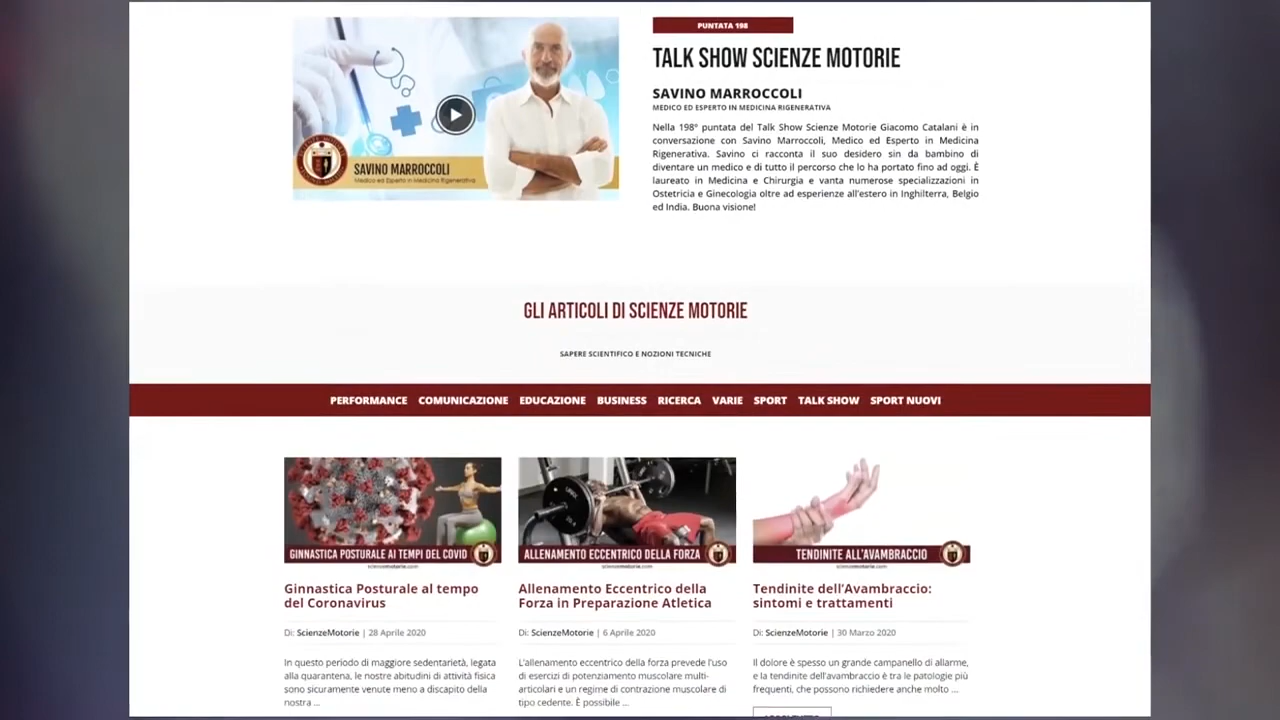 PUNTATA 198
TALK SHOW SCIENZE MOTORIE
SAVINO MARROCCOLI
MEDICO ED ESPERTO IN MEDICINA RIGENERATIVA
Nella 198° puntata del Talk Show Scienze Motorie Giacomo Catalani è in
conversazione con Savino Marroccoli, Medico ed Esperto in Medicina
Rigenerativa. Savino ci racconta il suo desidero sin da bambino di
diventare un medico e di tutto il percorso che lo ha portato fino ad oggi. È
laureato in Medicina e Chirurgia e vanta numerose specializzazioni in
Ostetricia e Ginecologia oltre ad esperienze all'estero in Inghilterra, Belgio
ed India. Buona visione!
SAVINO MARROCCOLI
Medico ed Esperto in Medicina Rigenerativa
GLI ARTICOLI DI SCIENZE MOTORIE
SAPERE SCIENTIFICO E NOZIONI TECNICHE
PERFORMANCE COMUNICAZIONE EDUCAZIONE BUSINESS RICERCA VARIE SPORT TALK SHOW SPORT NUOVI
GINNASTICA POSTURALE AI TEMPI DEL COVID
scienzemotorie.com
Ginnastica Posturale al tempo
del Coronavirus
Di: ScienzeMotorie | 28 Aprile 2020
In questo periodo di maggiore sedentarietà, legata
alla quarantena, le nostre abitudini di attività fisica
sono sicuramente venute meno a discapito della
nostra ...
ALLENAMENTO ECCENTRICO DELLA FORZA
scienzemotorie.com
Allenamento Eccentrico della
Forza in Preparazione Atletica
Di: ScienzeMotorie | 6 Aprile 2020
L'allenamento eccentrico della forza prevede l'uso
di esercizi di potenziamento muscolare multi-
articolari e un regime di contrazione muscolare di
tipo cedente. È possibile ...
TENDINITE ALL'AVAMBRACCIO
scienzemotorie.com
Tendinite dell'Avambraccio:
sintomi e trattamenti
Di: ScienzeMotorie | 30 Marzo 2020
Il dolore è spesso un grande campanello di allarme,
e la tendinite dell'avambraccio è tra le patologie più
frequenti, che possono richiedere anche molto ...